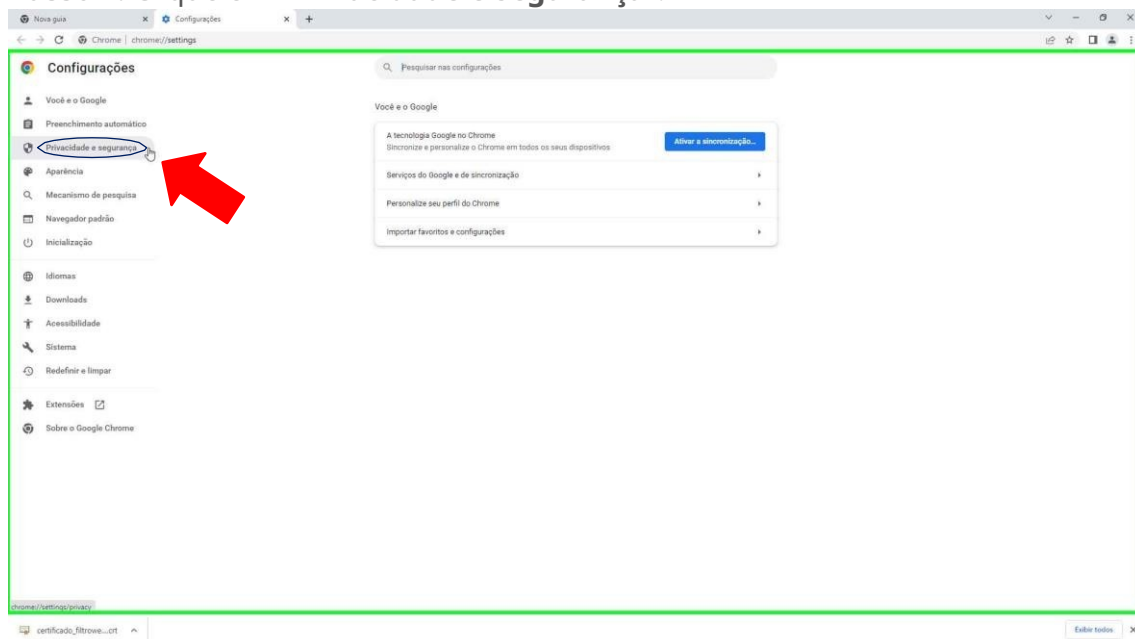 Nova guia
Configurações
Chrome | chrome://settings
Configurações
Pesquisar nas configurações
Você e o Google
Preenchimento automático
Privacidade e segurança
Aparência
Mecanismo de pesquisa
Navegador padrão
Inicialização
Idiomas
Downloads
Acessibilidade
Sistema
Redefinir e limpar
Extensões
Sobre o Google Chrome
Você e o Google
A tecnologia Google no Chrome
Sincronize e personalize o Chrome em todos os seus dispositivos
Ativar a sincronização...
Serviços do Google e de sincronização
Personalize seu perfil do Chrome
Importar favoritos e configurações
chrome://settings/privacy
certificado_filtrowe....crt
Exibir todos